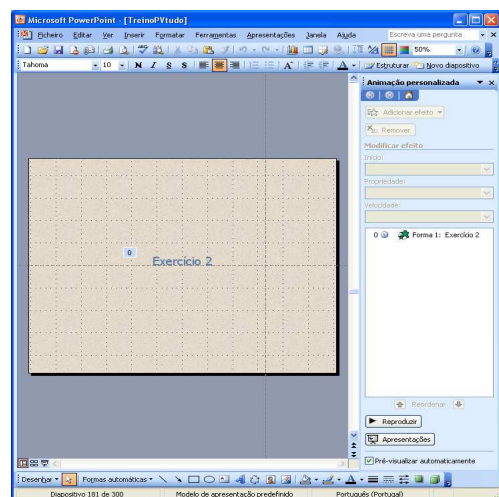 Microsoft PowerPoint - [TreinoPVtudo]
Ficheiro Editar Ver Inserir Formatar Ferramentas Apresentações Janela Ajuda Escreva uma pergunta
50%
Tahoma 10 N I S S Estruturar Novo diapositivo
Animação personalizada
Adicionar efeito
Remover
Modificar efeito
Início:
Propriedade:
Velocidade:
0 Forma 1: Exercício 2
0
Exercício 2
Reordenar
Reproduzir
Apresentações
Pré-visualizar automaticamente
Desenhar Formas automáticas
Diapositivo 181 de 300 Modelo de apresentação predefinido Português (Portugal)